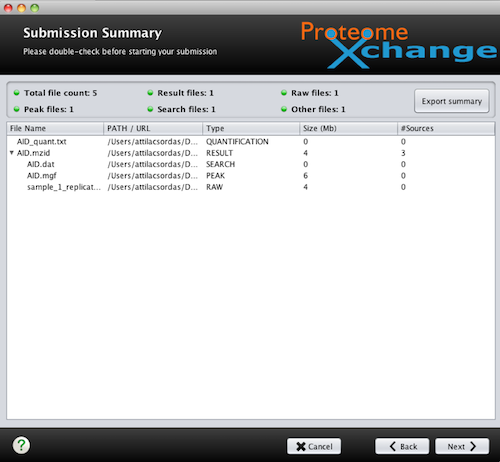 Submission Summary
Please double-check before starting your submission
Proteome
Xchange
Total file count: 5 Result files: 1 Raw files: 1
Peak files: 1 Search files: 1 Other files: 1
Export summary
File Name PATH / URL Type Size (Mb) #Sources
AID_quant.txt /Users/attilacsordas/D... QUANTIFICATION 0 0
AID.mzid /Users/attilacsordas/D... RESULT 4 3
AID.dat /Users/attilacsordas/D... SEARCH 0 0
AID.mgf /Users/attilacsordas/D... PEAK 6 0
sample_1_replicat... /Users/attilacsordas/D... RAW 4 0
? Cancel Back Next